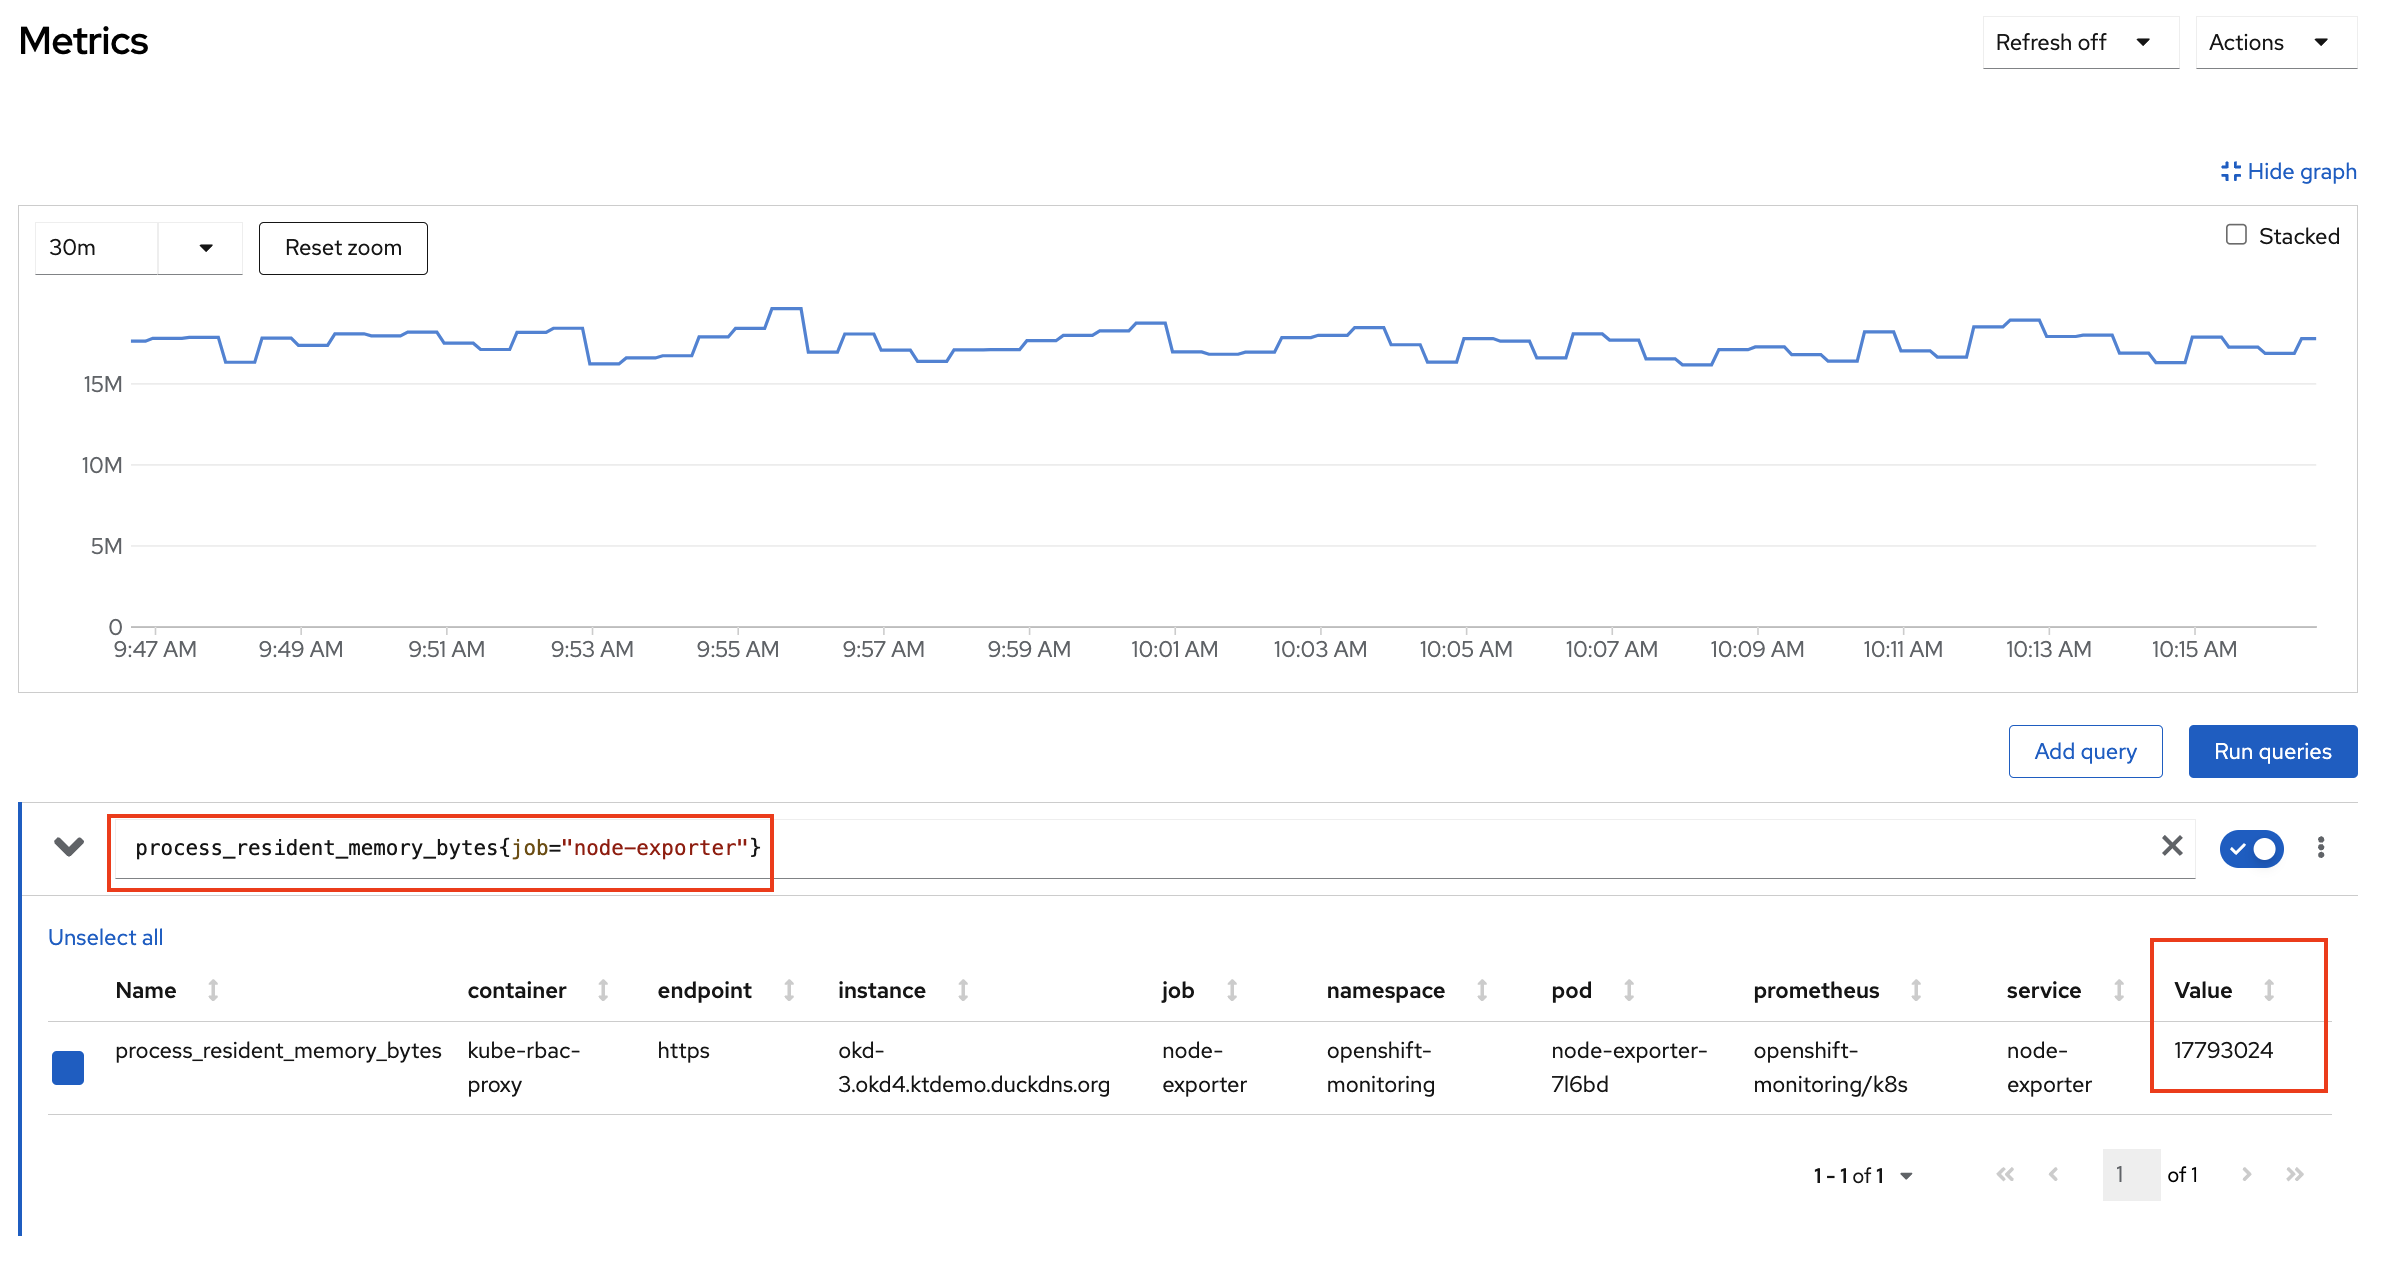 Metrics
Refresh off
Actions
Hide graph
30m
Reset zoom
Stacked
15M
10M
5M
0
9:47 AM 9:49 AM 9:51 AM 9:53 AM 9:55 AM 9:57 AM 9:59 AM 10:01 AM 10:03 AM 10:05 AM 10:07 AM 10:09 AM 10:11 AM 10:13 AM 10:15 AM
Add query
Run queries
process_resident_memory_bytes{job="node-exporter"}
Unselect all
Name container endpoint instance job namespace pod prometheus service Value
process_resident_memory_bytes kube-rbac- https okd- node- openshift- node-exporter- openshift- node- 17793024
proxy 3.okd4.ktdemo.duckdns.org exporter monitoring 7l6bd monitoring/k8s exporter
1 - 1 of 1
1 of 1